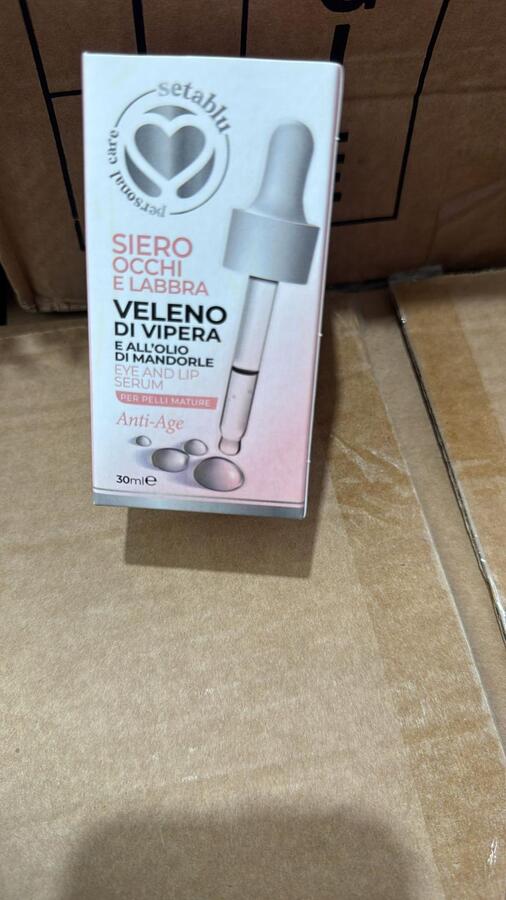 setablu
personal care
SIERO
OCCHI
E LABBRA
VELENO
DI VIPERA
E ALL'OLIO
DI MANDORLE
EYE AND LIP
SERUM
PER PELLI MATURE
Anti-Age
30ml℮